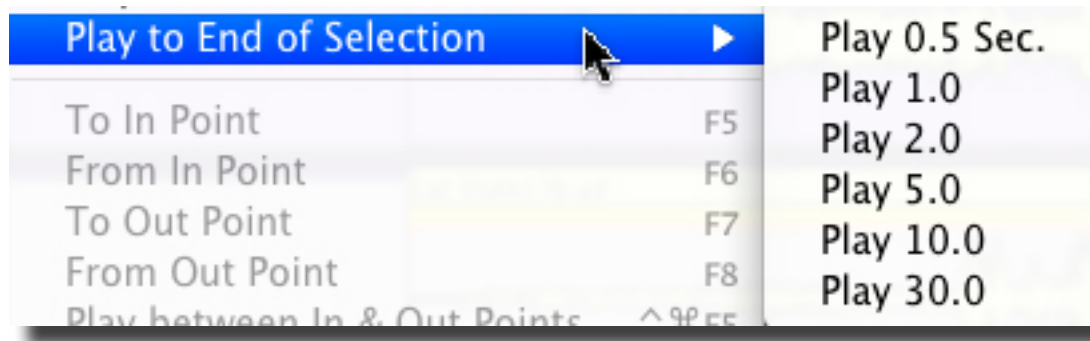 Play to End of Selection
To In Point F5
From In Point F6
To Out Point F7
From Out Point F8
Play between In & Out Points ^⌘F5
Play 0.5 Sec.
Play 1.0
Play 2.0
Play 5.0
Play 10.0
Play 30.0